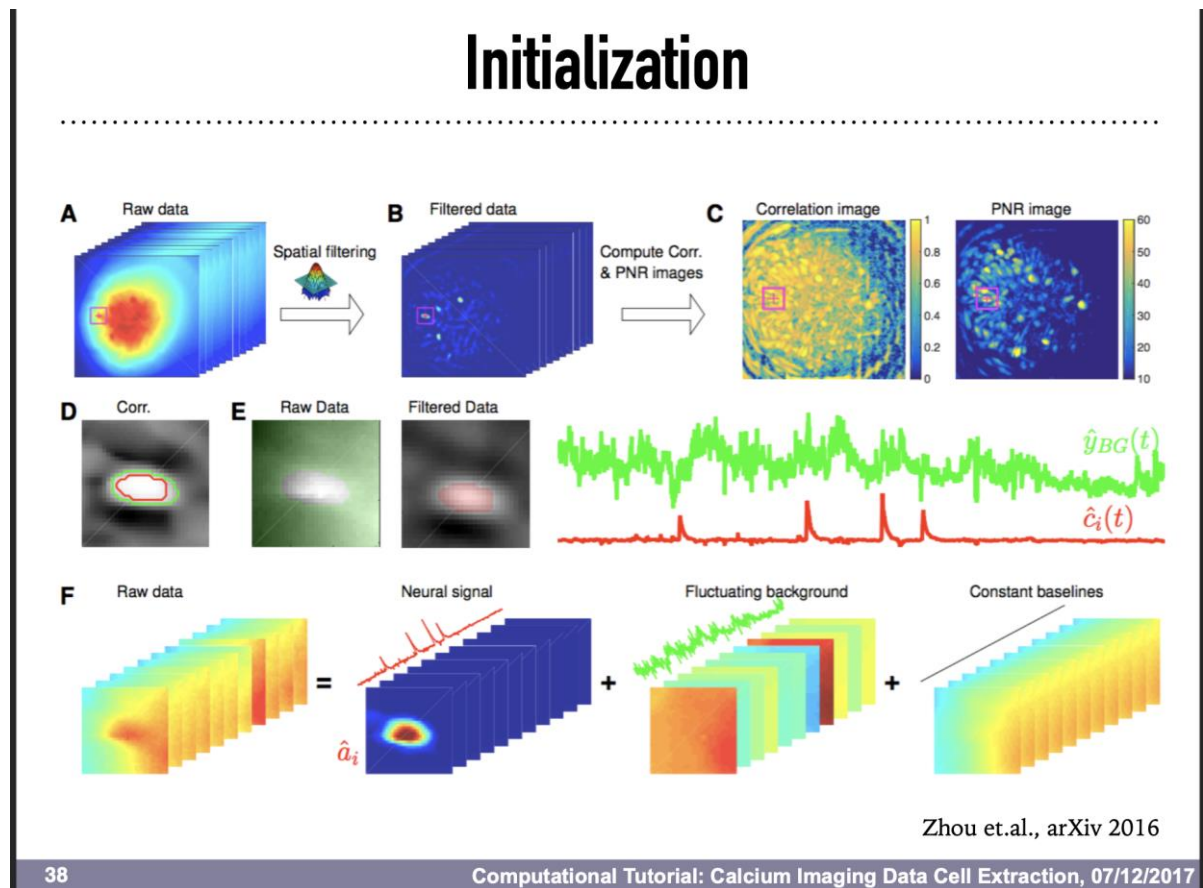 Initialization
A
Raw data
Spatial filtering
B
Filtered data
Compute Corr.
& PNR images
C
Correlation image
1
0.8
0.6
0.4
0.2
0
PNR image
60
50
40
30
20
10
D
Corr.
E
Raw Data
Filtered Data
ŷ_BG(t)
ĉ_i(t)
F
Raw data
=
Neural signal
â_i
+
Fluctuating background
+
Constant baselines
Zhou et.al., arXiv 2016
38
Computational Tutorial: Calcium Imaging Data Cell Extraction, 07/12/2017